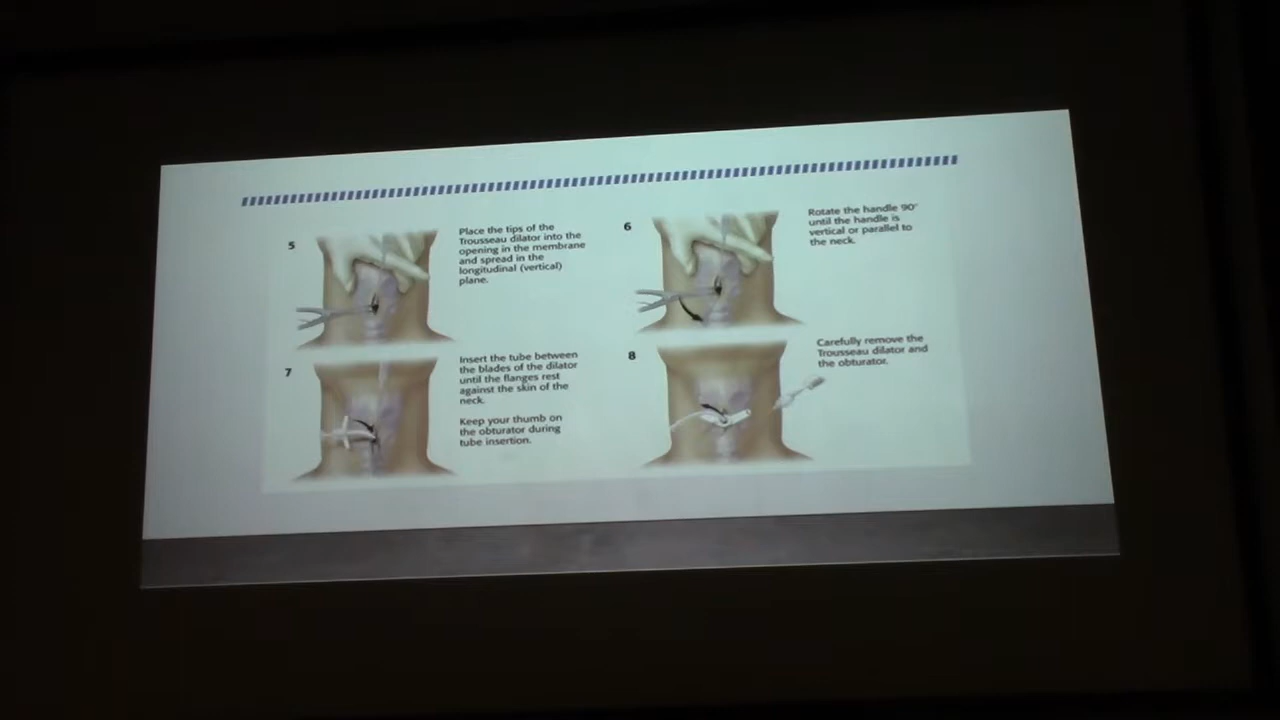 5
Place the tips of the
Trousseau dilator into the
opening in the membrane
and spread in the
longitudinal (vertical)
plane.
6
Rotate the handle 90°
until the handle is
vertical or parallel to
the neck.
7
Insert the tube between
the blades of the dilator
until the flanges rest
against the skin of the
neck.
Keep your thumb on
the obturator during
tube insertion.
8
Carefully remove the
Trousseau dilator and
the obturator.